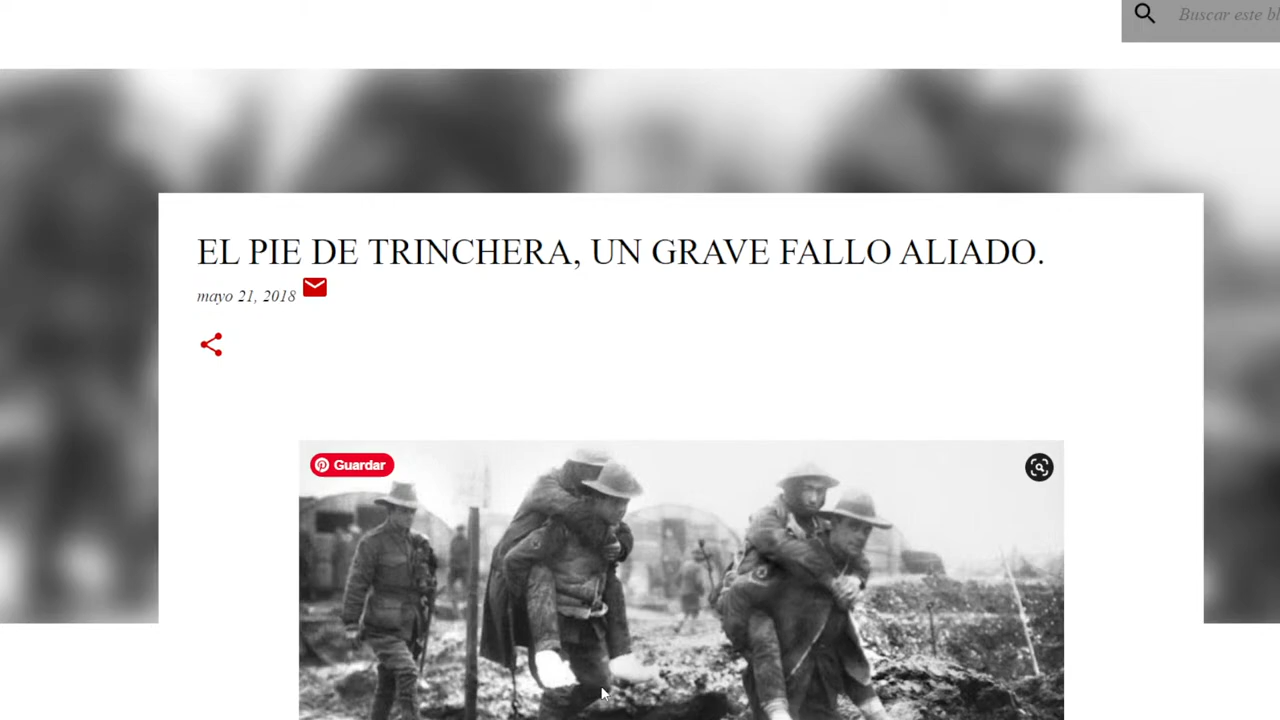 Buscar este bl
EL PIE DE TRINCHERA, UN GRAVE FALLO ALIADO.
mayo 21, 2018
Guardar